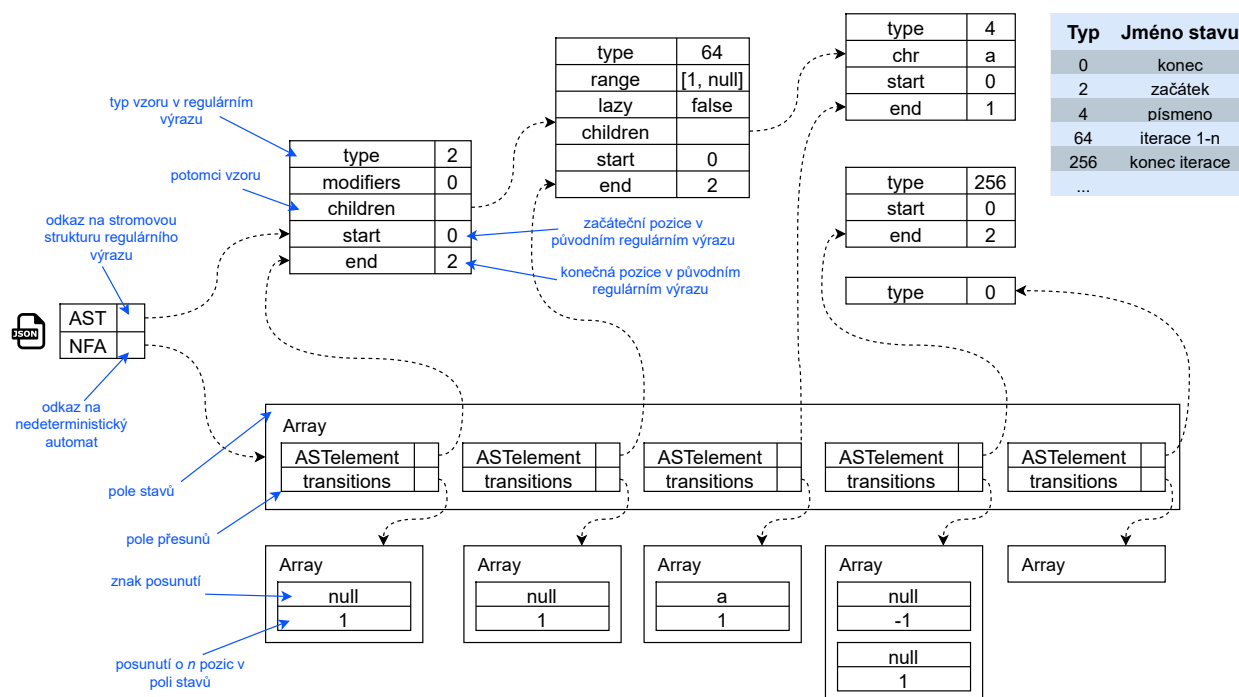 type 64
range [1, null]
lazy false
children
start 0
end 2
type 4
chr a
start 0
end 1
Typ Jméno stavu
0 konec
2 začátek
4 písmeno
64 iterace 1-n
256 konec iterace
...
typ vzoru v regulárním
výrazu
potomci vzoru
odkaz na stromovou
strukturu regulárního
výrazu
type 2
modifiers 0
children
start 0
end 2
začáteční pozice v
původním regulárním výrazu
konečná pozice v původním
regulárním výrazu
type 256
start 0
end 2
type 0
JSON
AST
NFA
odkaz na
nedeterministický
automat
pole stavů
pole přesunů
Array
ASTelement
transitions
ASTelement
transitions
ASTelement
transitions
ASTelement
transitions
ASTelement
transitions
znak posunutí
posunutí o n pozic v
poli stavů
Array
null
1
Array
null
1
Array
a
1
Array
null
-1
null
1
Array